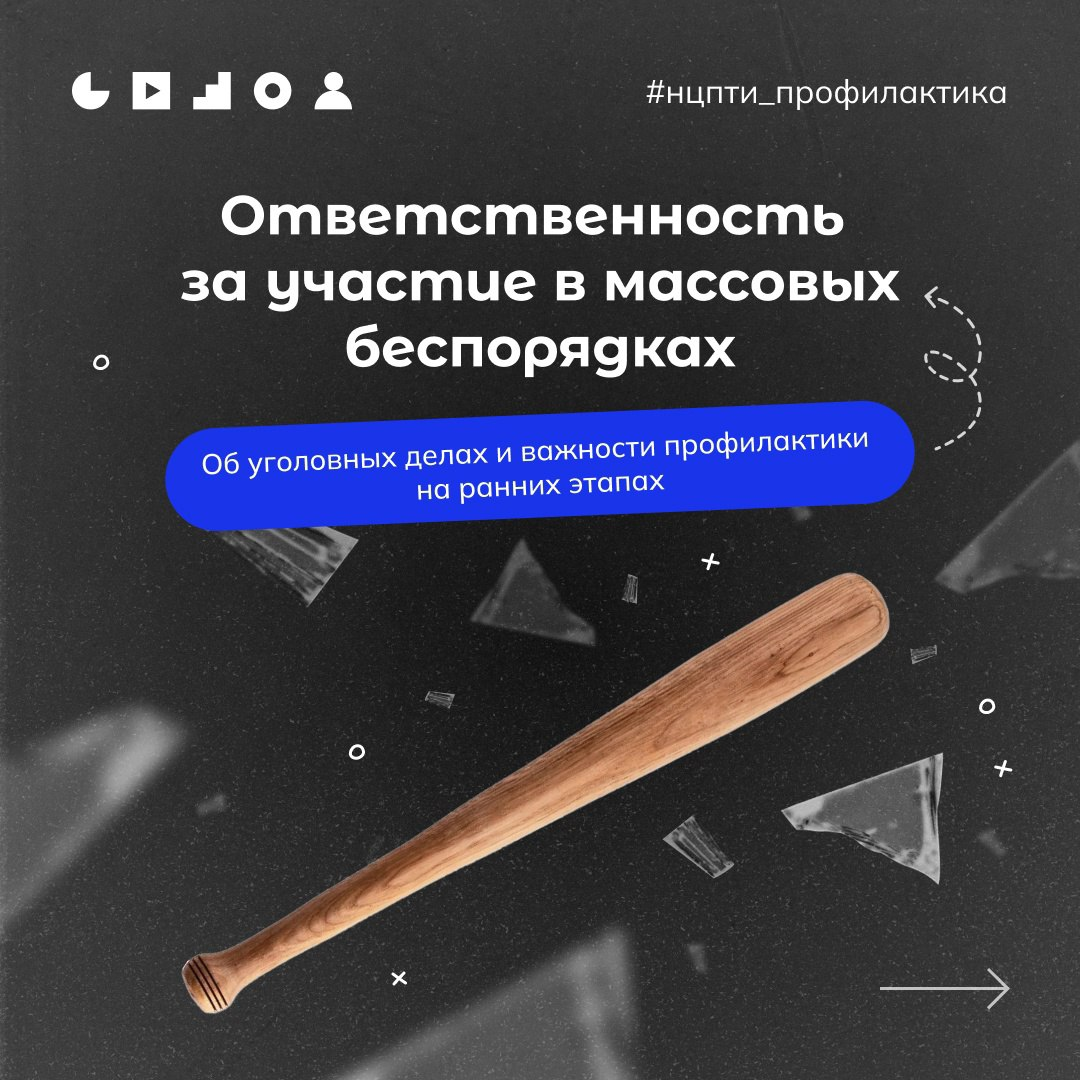 #нцпти_профилактика
Ответственность
за участие в массовых
беспорядках
Об уголовных делах и важности профилактики
на ранних этапах